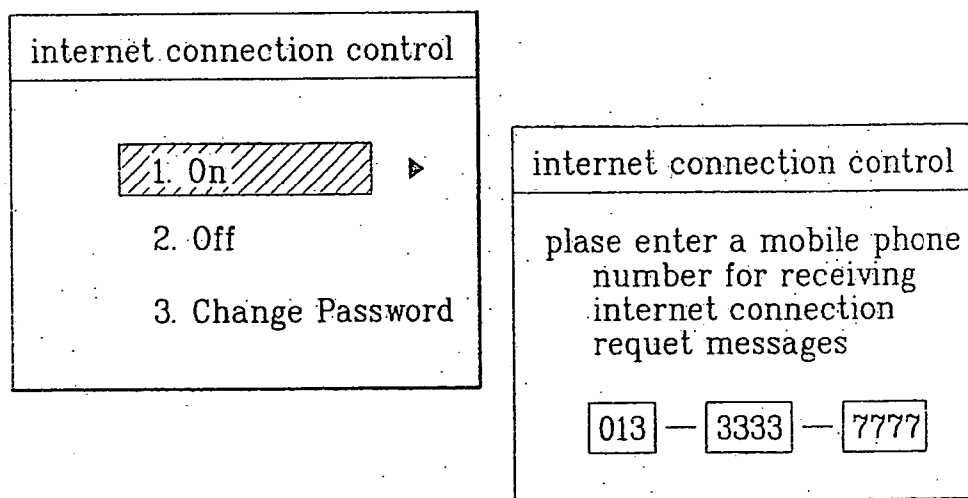 internet connection control
1. On
2. Off
3. Change Password
internet connection control
plase enter a mobile phone
number for receiving
internet connection
requet messages
013 — 3333 — 7777